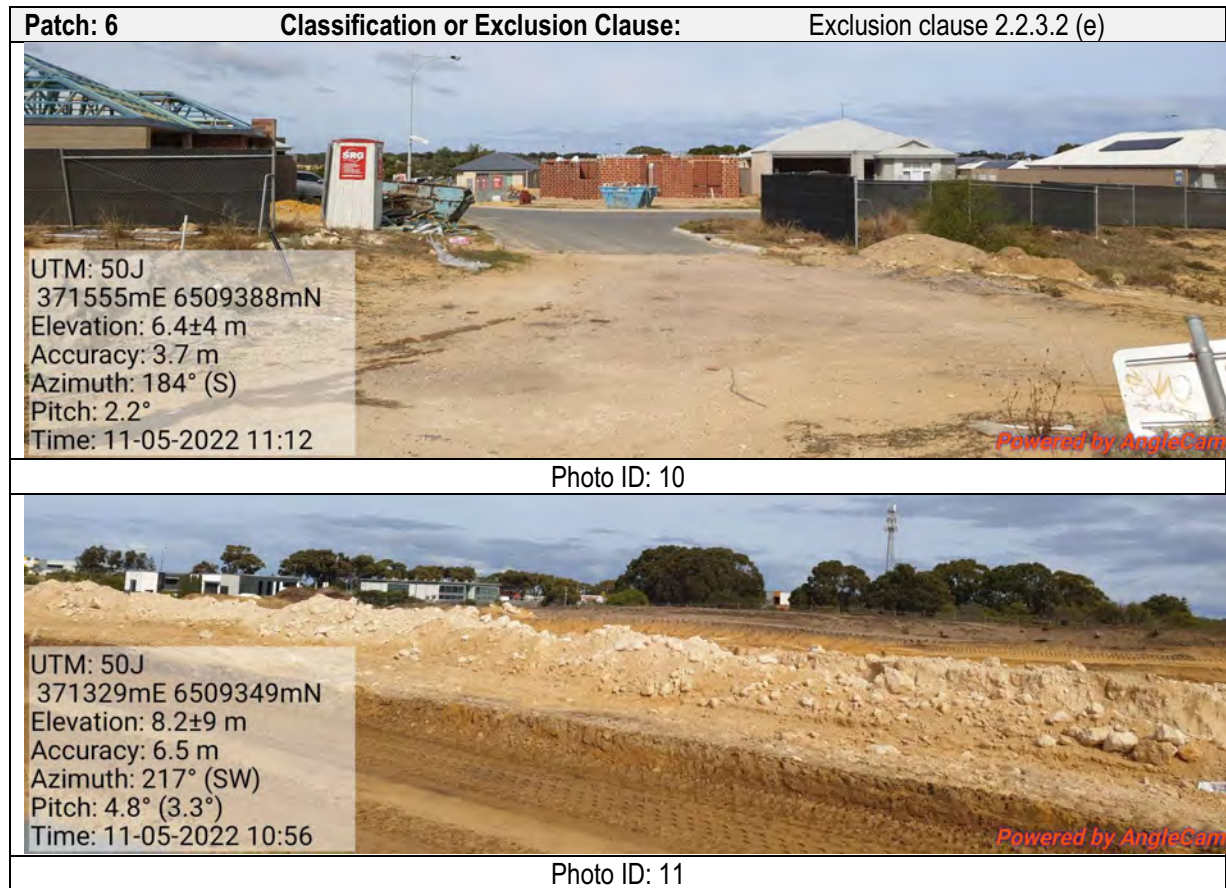 Patch: 6 Classification or Exclusion Clause: Exclusion clause 2.2.3.2 (e)
SRG
UTM: 50J
371555mE 6509388mN
Elevation: 6.4±4 m
Accuracy: 3.7 m
Azimuth: 184° (S)
Pitch: 2.2°
Time: 11-05-2022 11:12
Powered by AngleCam
Photo ID: 10
UTM: 50J
371329mE 6509349mN
Elevation: 8.2±9 m
Accuracy: 6.5 m
Azimuth: 217° (SW)
Pitch: 4.8° (3.3°)
Time: 11-05-2022 10:56
Powered by AngleCam
Photo ID: 11